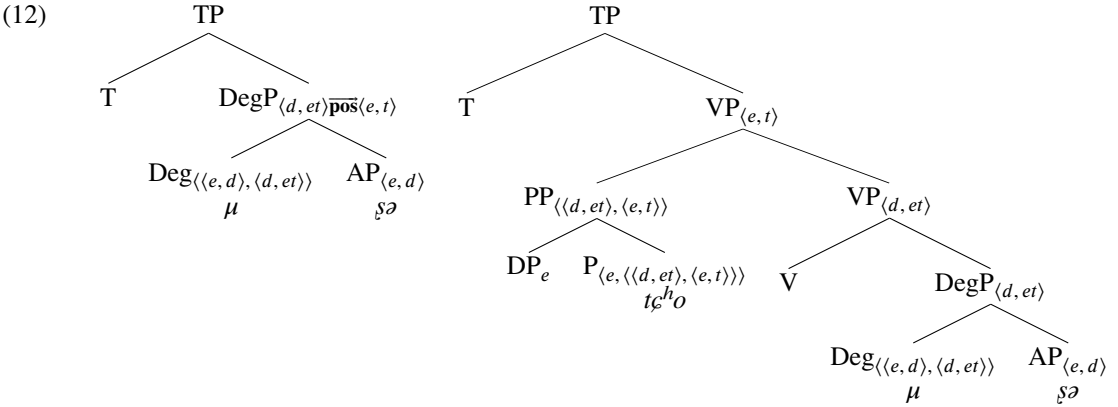 (12) TP TP
T DegP⟨d, et⟩pos⟨e, t⟩ T VP⟨e, t⟩
Deg⟨⟨e, d⟩, ⟨d, et⟩⟩ AP⟨e, d⟩ PP⟨⟨d, et⟩, ⟨e, t⟩⟩ VP⟨d, et⟩
μ ʂə
DPe P⟨e, ⟨⟨d, et⟩, ⟨e, t⟩⟩⟩ V DegP⟨d, et⟩
tɕʰo
Deg⟨⟨e, d⟩, ⟨d, et⟩⟩ AP⟨e, d⟩
μ ʂə